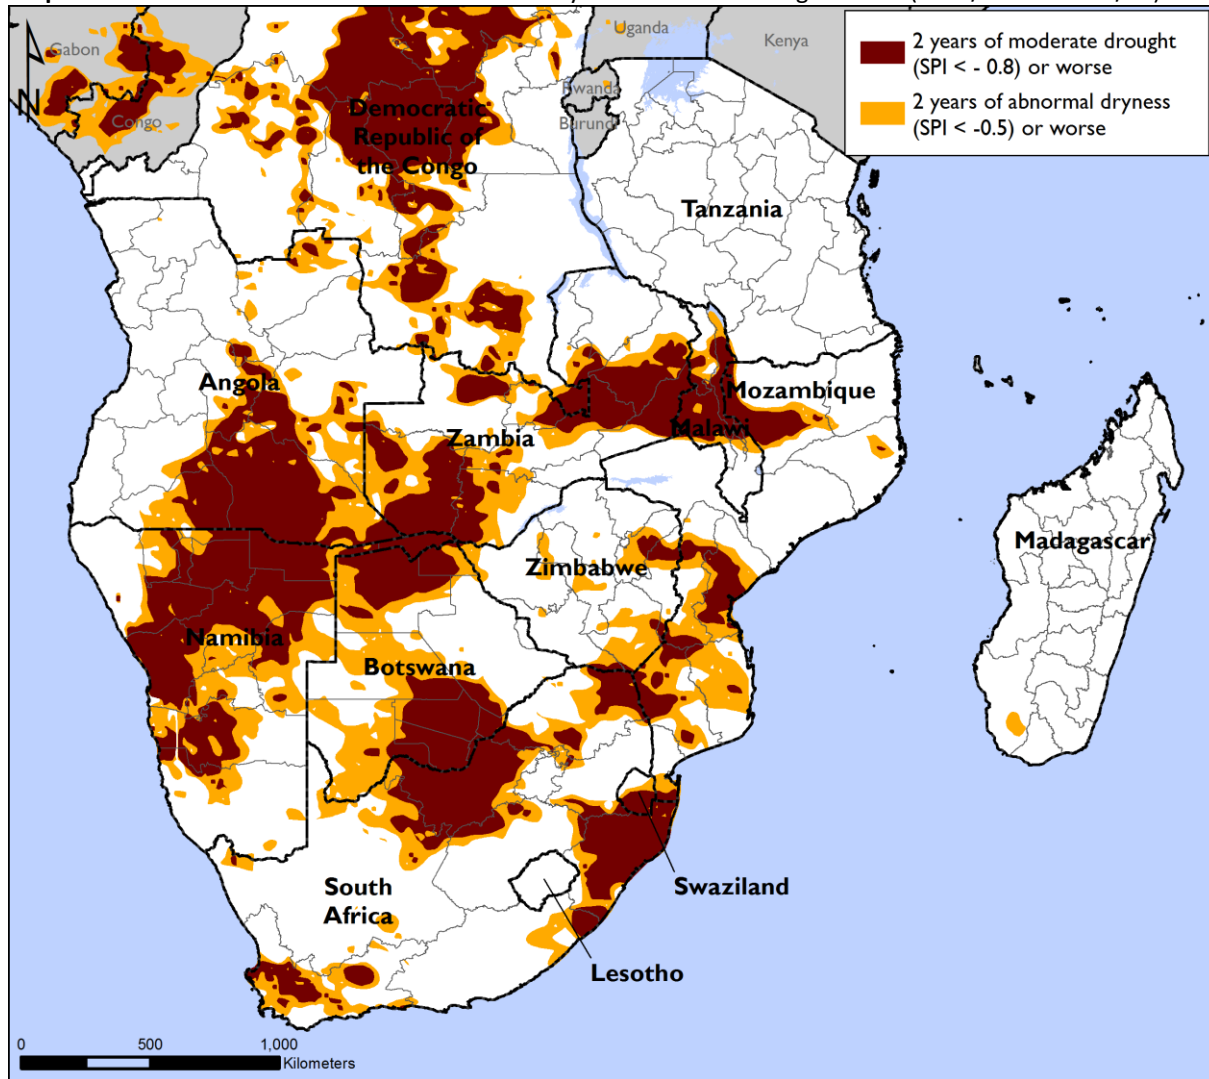 Gabon
Congo
Uganda
Kenya
Rwanda
Burundi
2 years of moderate drought
(SPI < - 0.8) or worse
2 years of abnormal dryness
(SPI < -0.5) or worse
Democratic
Republic of
the Congo
Tanzania
Angola
Zambia
Mozambique
Malawi
Zimbabwe
Madagascar
Namibia
Botswana
South
Africa
Swaziland
Lesotho
N
0 500 1,000
Kilometers